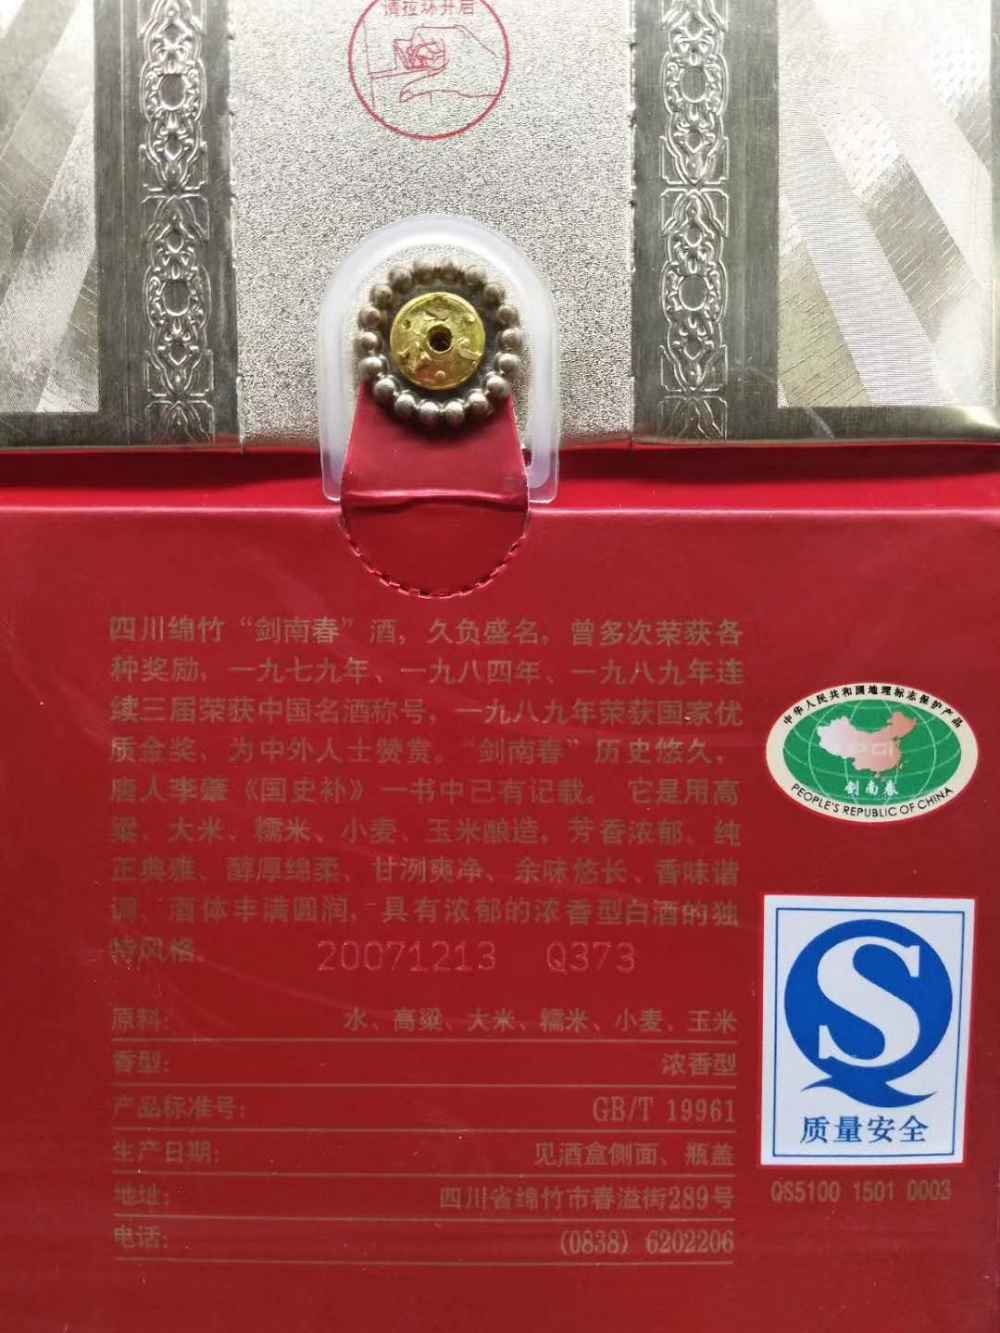 请拉环开启
四川绵竹“剑南春”酒，久负盛名，曾多次荣获各
种奖励，一九七九年、一九八四年、一九八九年连
续三届荣获中国名酒称号，一九八九年荣获国家优
质金奖，为中外人士赞赏。“剑南春”历史悠久，
唐人李肇《国史补》一书中已有记载。它是用高
粱、大米、糯米、小麦、玉米酿造，芳香浓郁、纯
正典雅、醇厚绵柔、甘洌爽净、余味悠长、香味谐
调、酒体丰满圆润，具有浓郁的浓香型白酒的独
特风格。
20071213 Q373
原料： 水、高粱、大米、糯米、小麦、玉米
香型： 浓香型
产品标准号： GB/T 19961
生产日期： 见酒盒侧面、瓶盖
地址： 四川省绵竹市春溢街289号
电话： (0838) 6202206
中华人民共和国地理标志保护产品
PGI
剑南春
PEOPLE'S REPUBLIC OF CHINA
质量安全
QS5100 1501 0003